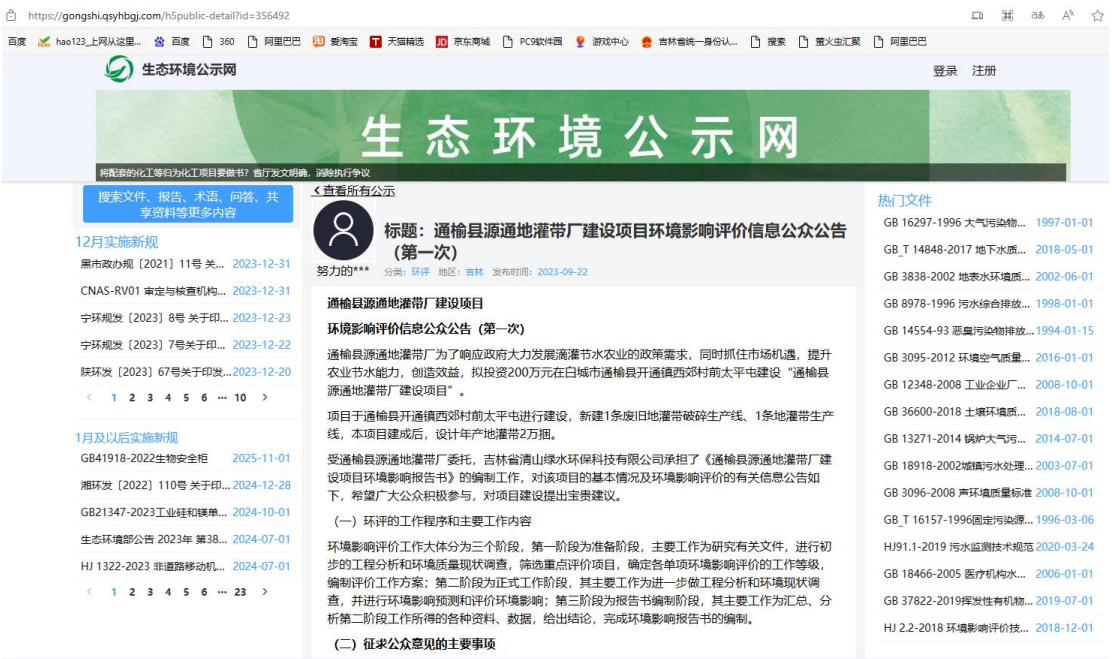 https://gongshi.qsyhbgj.com/h5public-detail?id=356492
百度 hao123_上网从这里... 百度 360 阿里巴巴 爱淘宝 天猫精选 京东商城 PC9软件园 游戏中心 吉林省统一身份认... 搜索 萤火虫汇聚 阿里巴巴
生态环境公示网 登录 注册
生态环境公示网
将配套的化工等归为化工项目要做书？省厅发文明确，消除执行争议
搜索文件、报告、术语、问答、共
享资料等更多内容
12月实施新规
黑市政办规〔2021〕11号 关... 2023-12-31
CNAS-RV01 审定与核查机构... 2023-12-31
宁环规发〔2023〕8号 关于印... 2023-12-23
宁环规发〔2023〕7号关于印... 2023-12-22
陕环发〔2023〕67号关于印发... 2023-12-20
< 1 2 3 4 5 6 ··· 10 >
1月及以后实施新规
GB41918-2022生物安全柜 2025-11-01
湘环发〔2022〕110号 关于印... 2024-12-28
GB21347-2023工业硅和镁单... 2024-10-01
生态环境部公告 2023年 第38... 2024-07-01
HJ 1322-2023 非道路移动机... 2024-07-01
< 1 2 3 4 5 6 ··· 23 >
<查看所有公示
努力的***
标题：通榆县源通地灌带厂建设项目环境影响评价信息公众公告
（第一次）
分类：环评 地区：吉林 发布时间：2023-09-22
通榆县源通地灌带厂建设项目
环境影响评价信息公众公告（第一次）
通榆县源通地灌带厂为了响应政府大力发展滴灌节水农业的政策需求，同时抓住市场机遇，提升
农业节水能力，创造效益，拟投资200万元在白城市通榆县开通镇西郊村前太平屯建设“通榆县
源通地灌带厂建设项目”。
项目于通榆县开通镇西郊村前太平屯进行建设，新建1条废旧地灌带破碎生产线、1条地灌带生产
线，本项目建成后，设计年产地灌带2万捆。
受通榆县源通地灌带厂委托，吉林省清山绿水环保科技有限公司承担了《通榆县源通地灌带厂建
设项目环境影响报告书》的编制工作，对该项目的基本情况及环境影响评价的有关信息公告如
下，希望广大公众积极参与，对项目建设提出宝贵建议。
（一）环评的工作程序和主要工作内容
环境影响评价工作大体分为三个阶段，第一阶段为准备阶段，主要工作为研究有关文件，进行初
步的工程分析和环境质量现状调查，筛选重点评价项目，确定各单项环境影响评价的工作等级，
编制评价工作方案；第二阶段为正式工作阶段，其主要工作为进一步做工程分析和环境现状调
查，并进行环境影响预测和评价环境影响；第三阶段为报告书编制阶段，其主要工作为汇总、分
析第二阶段工作所得的各种资料、数据，给出结论，完成环境影响报告书的编制。
（二）征求公众意见的主要事项
热门文件
GB 16297-1996 大气污染物... 1997-01-01
GB_T 14848-2017 地下水质... 2018-05-01
GB 3838-2002 地表水环境质... 2002-06-01
GB 8978-1996 污水综合排放... 1998-01-01
GB 14554-93 恶臭污染物排放... 1994-01-15
GB 3095-2012 环境空气质量... 2016-01-01
GB 12348-2008 工业企业厂... 2008-10-01
GB 36600-2018 土壤环境质... 2018-08-01
GB 13271-2014 锅炉大气污... 2014-07-01
GB 18918-2002城镇污水处理... 2003-07-01
GB 3096-2008 声环境质量标准 2008-10-01
GB_T 16157-1996固定污染源... 1996-03-06
HJ91.1-2019 污水监测技术规范 2020-03-24
GB 18466-2005 医疗机构水... 2006-01-01
GB 37822-2019挥发性有机物... 2019-07-01
HJ 2.2-2018 环境影响评价技... 2018-12-01